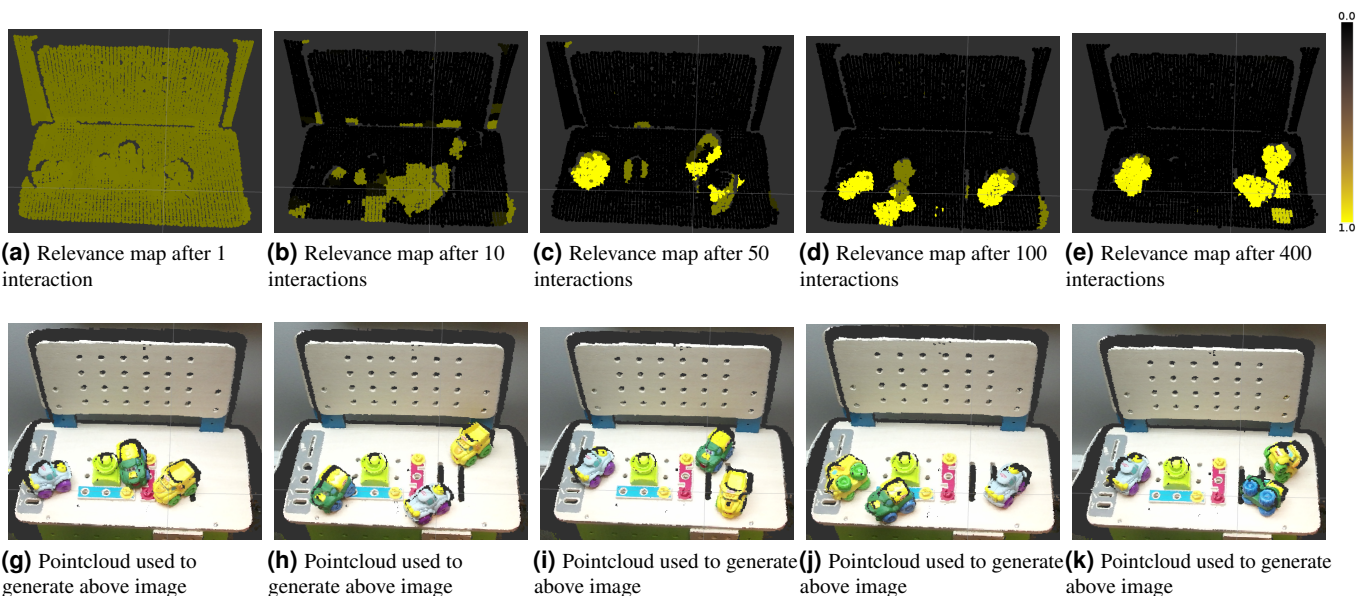 0.0
1.0
(a) Relevance map after 1
interaction
(b) Relevance map after 10
interactions
(c) Relevance map after 50
interactions
(d) Relevance map after 100
interactions
(e) Relevance map after 400
interactions
(g) Pointcloud used to
generate above image
(h) Pointcloud used to
generate above image
(i) Pointcloud used to generate
above image
(j) Pointcloud used to generate
above image
(k) Pointcloud used to generate
above image